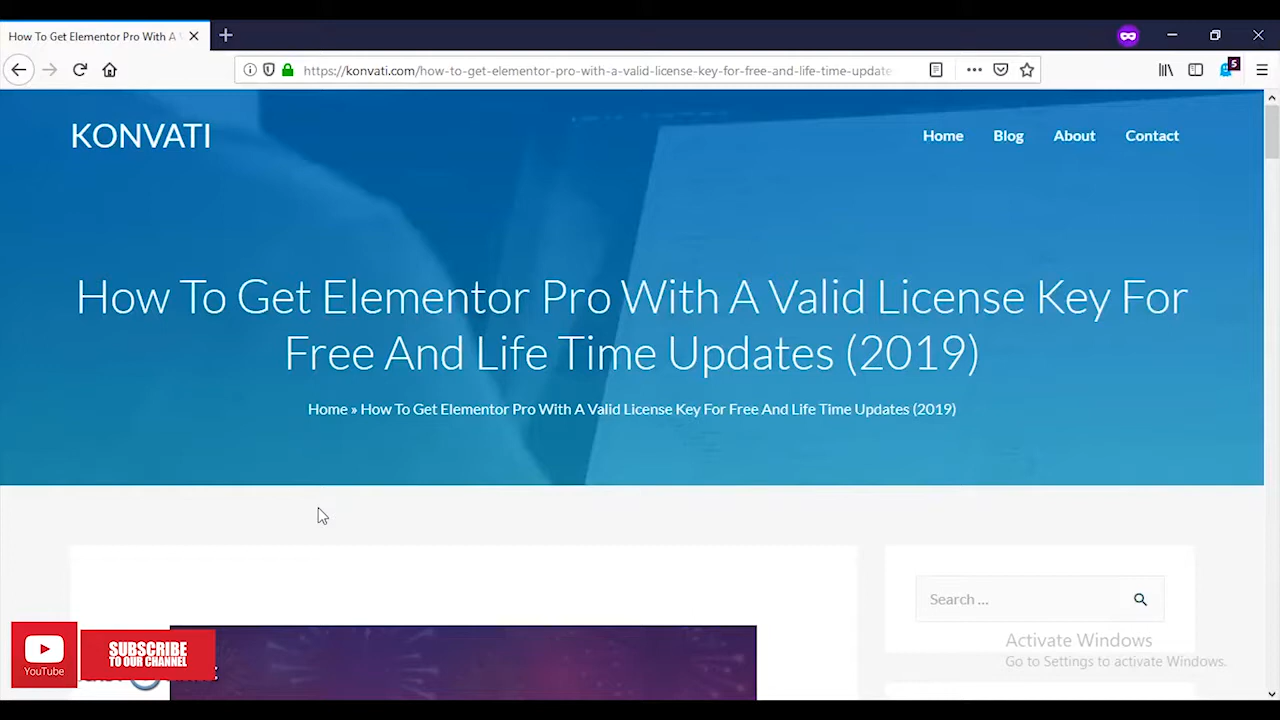 How To Get Elementor Pro With A
5
https://konvati.com/how-to-get-elementor-pro-with-a-valid-license-key-for-free-and-life-time-update
KONVATI
Home Blog About Contact
How To Get Elementor Pro With A Valid License Key For
Free And Life Time Updates (2019)
Home » How To Get Elementor Pro With A Valid License Key For Free And Life Time Updates (2019)
Search ...
Activate Windows
Go to Settings to activate Windows.
YouTube
SUBSCRIBE
TO OUR CHANNEL